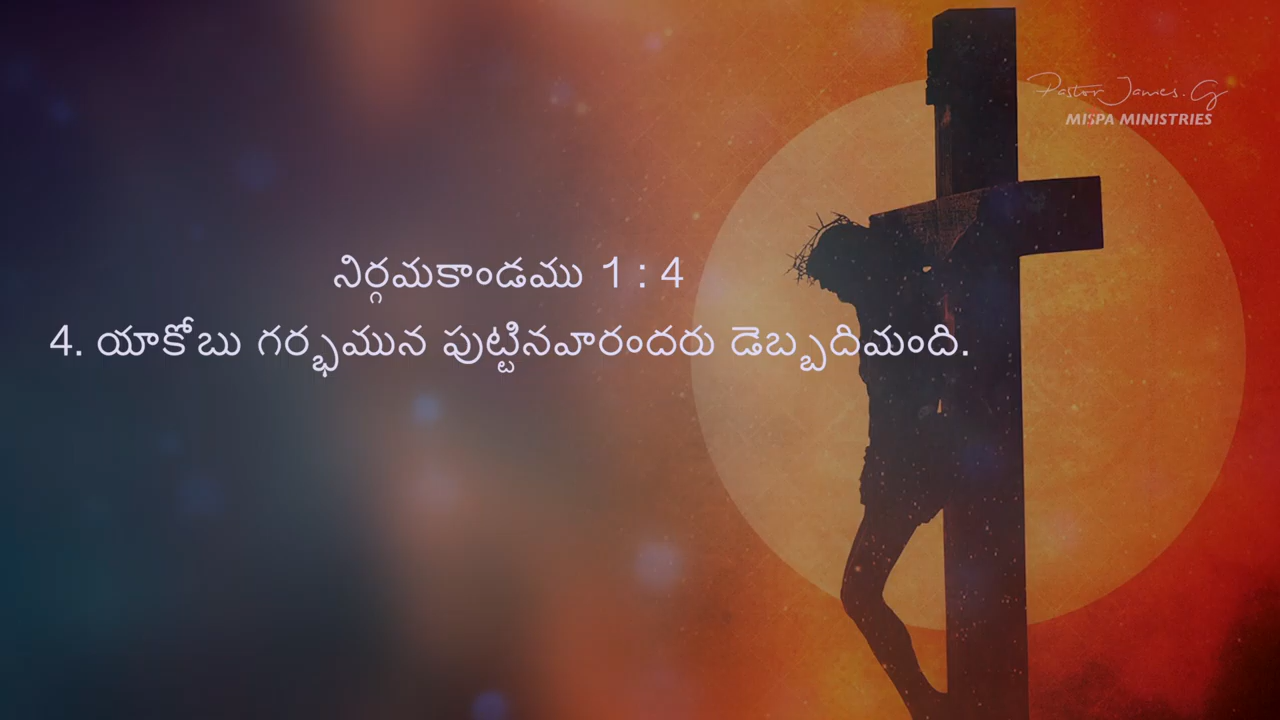 Pastor James. G
MISPA MINISTRIES
నిర్గమకాండము 1 : 4
4. యాకోబు గర్భమున పుట్టినవారందరు డెబ్బదిమంది.